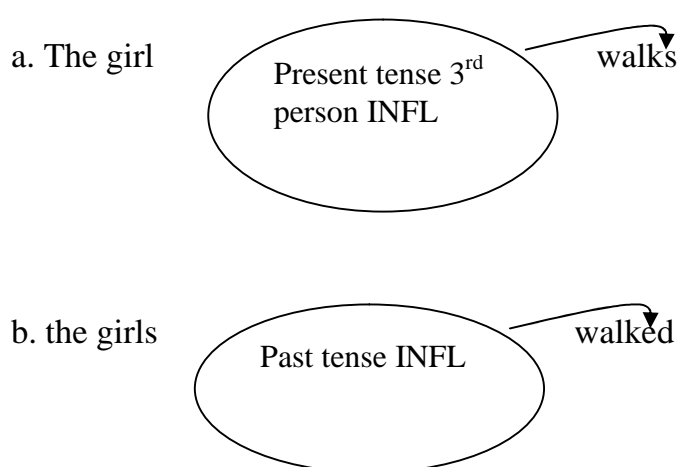 a. The girl
Present tense 3rd
person INFL
walks
b. the girls
Past tense INFL
walked